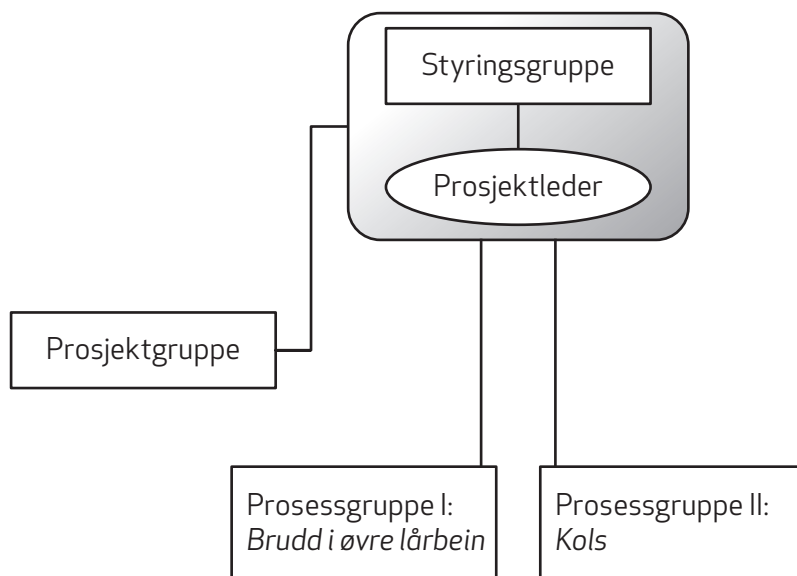 Styringsgruppe
Prosjektleder
Prosjektgruppe
Prosessgruppe I:
Brudd i øvre lårbein
Prosessgruppe II:
Kols